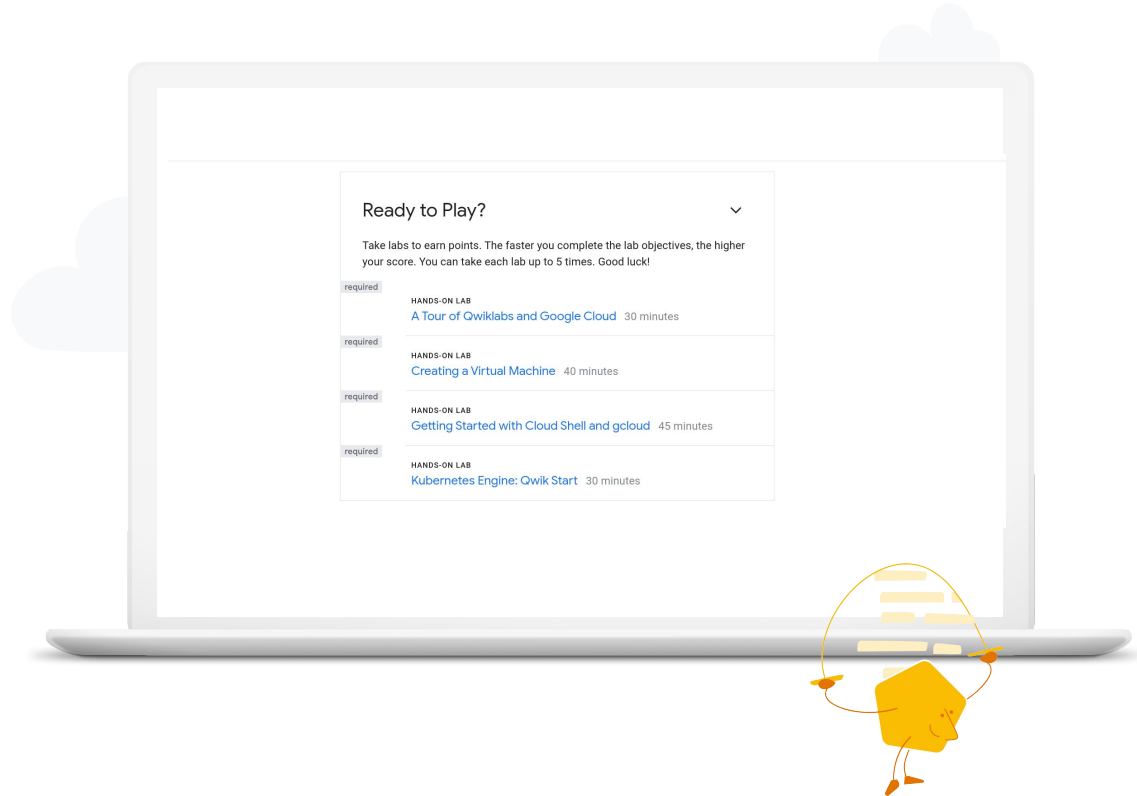 Ready to Play?
Take labs to earn points. The faster you complete the lab objectives, the higher
your score. You can take each lab up to 5 times. Good luck!
required
HANDS-ON LAB
A Tour of Qwiklabs and Google Cloud 30 minutes
required
HANDS-ON LAB
Creating a Virtual Machine 40 minutes
required
HANDS-ON LAB
Getting Started with Cloud Shell and gcloud 45 minutes
required
HANDS-ON LAB
Kubernetes Engine: Qwik Start 30 minutes